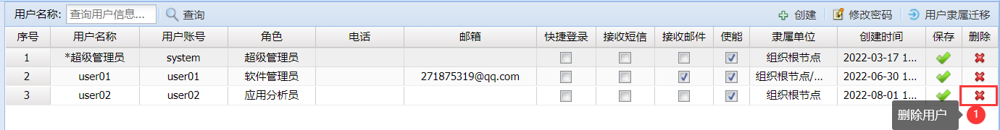 用户名称: 查询用户信息... 查询 创建 修改密码 用户隶属迁移
序号 用户名称 用户账号 角色 电话 邮箱 快捷登录 接收短信 接收邮件 使能 隶属单位 创建时间 保存 删除
1 *超级管理员 system 超级管理员 组织根节点 2022-03-17 1...
2 user01 user01 软件管理员 271875319@qq.com 组织根节点/... 2022-06-30 1...
3 user02 user02 应用分析员 组织根节点 2022-08-01 1...
删除用户 1